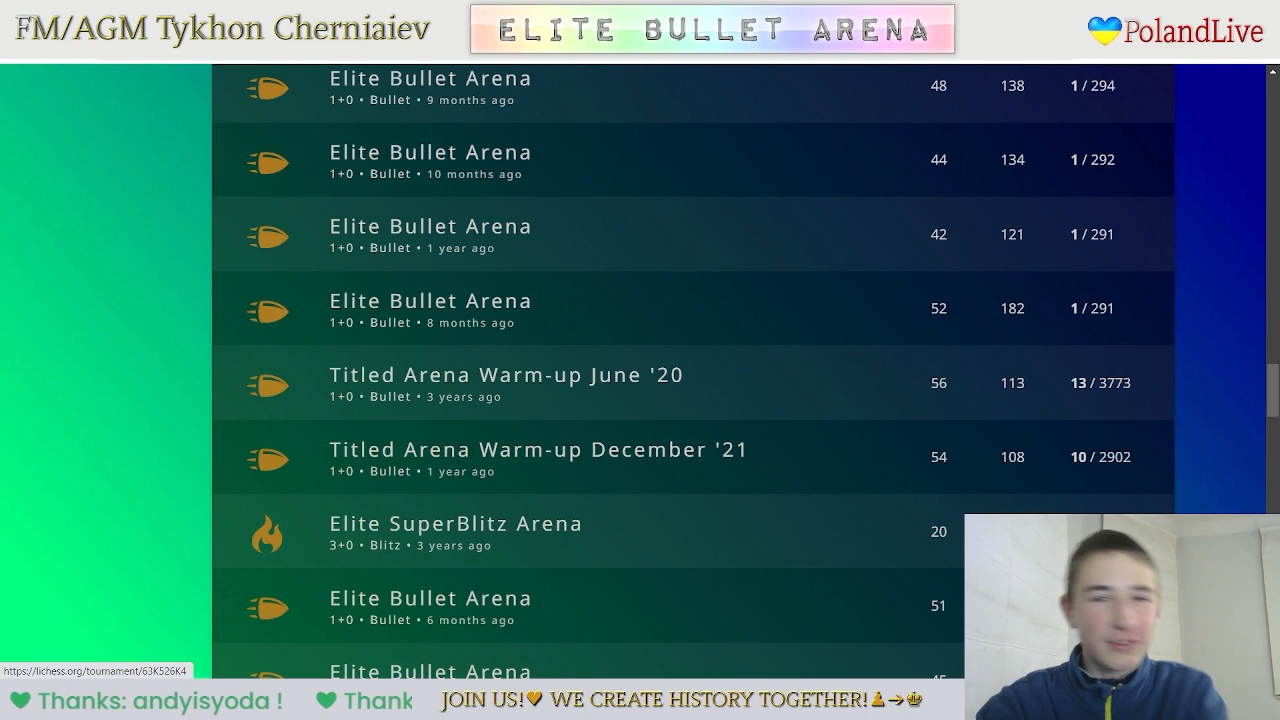 FM/AGM Tykhon Cherniaiev
ELITE BULLET ARENA
PolandLive
Elite Bullet Arena 48 138 1 / 294
1+0 • Bullet • 9 months ago
Elite Bullet Arena 44 134 1 / 292
1+0 • Bullet • 10 months ago
Elite Bullet Arena 42 121 1 / 291
1+0 • Bullet • 1 year ago
Elite Bullet Arena 52 182 1 / 291
1+0 • Bullet • 8 months ago
Titled Arena Warm-up June '20 56 113 13 / 3773
1+0 • Bullet • 3 years ago
Titled Arena Warm-up December '21 54 108 10 / 2902
1+0 • Bullet • 1 year ago
Elite SuperBlitz Arena 20
3+0 • Blitz • 3 years ago
Elite Bullet Arena 51
1+0 • Bullet • 6 months ago
Elite Bullet Arena
https://lichess.org/tournament/63K526K4
Thanks: andyisyoda ! Thank
JOIN US!🧡 WE CREATE HISTORY TOGETHER!♟➔♚